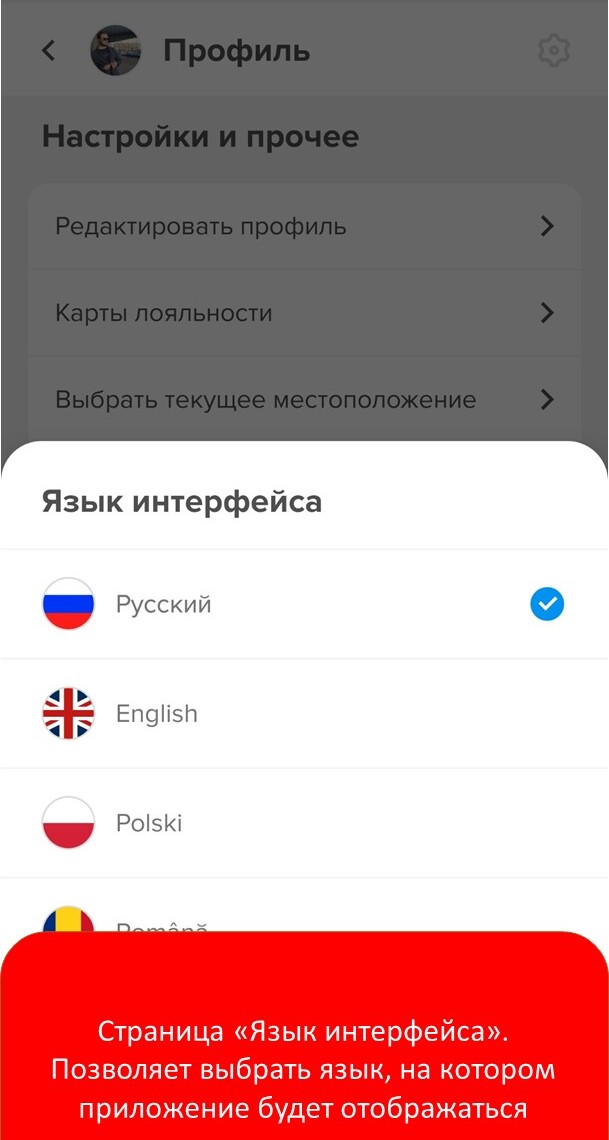 Профиль
Настройки и прочее
Редактировать профиль
Карты лояльности
Выбрать текущее местоположение
Язык интерфейса
Русский
English
Polski
Română
Страница «Язык интерфейса».
Позволяет выбрать язык, на котором
приложение будет отображаться